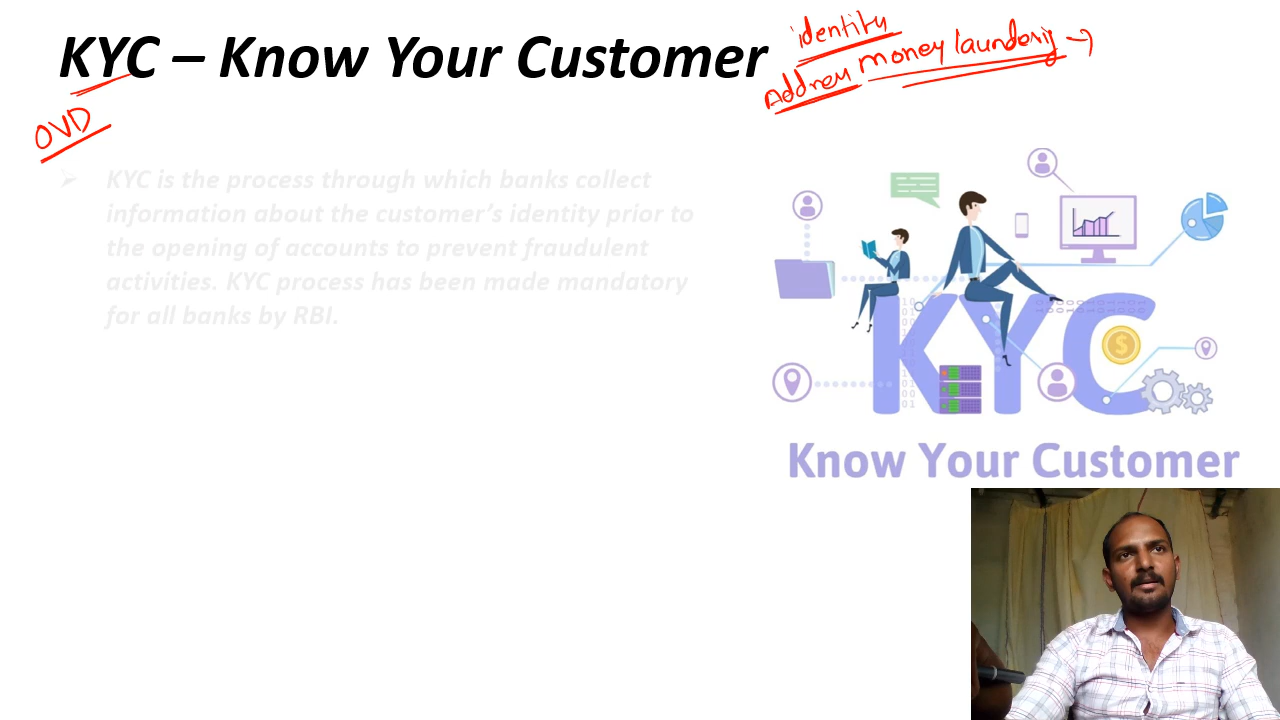 KYC – Know Your Customer
identity
Address money laundering
OVD
➤ KYC is the process through which banks collect
information about the customer's identity prior to
the opening of accounts to prevent fraudulent
activities. KYC process has been made mandatory
for all banks by RBI.
KYC
Know Your Customer